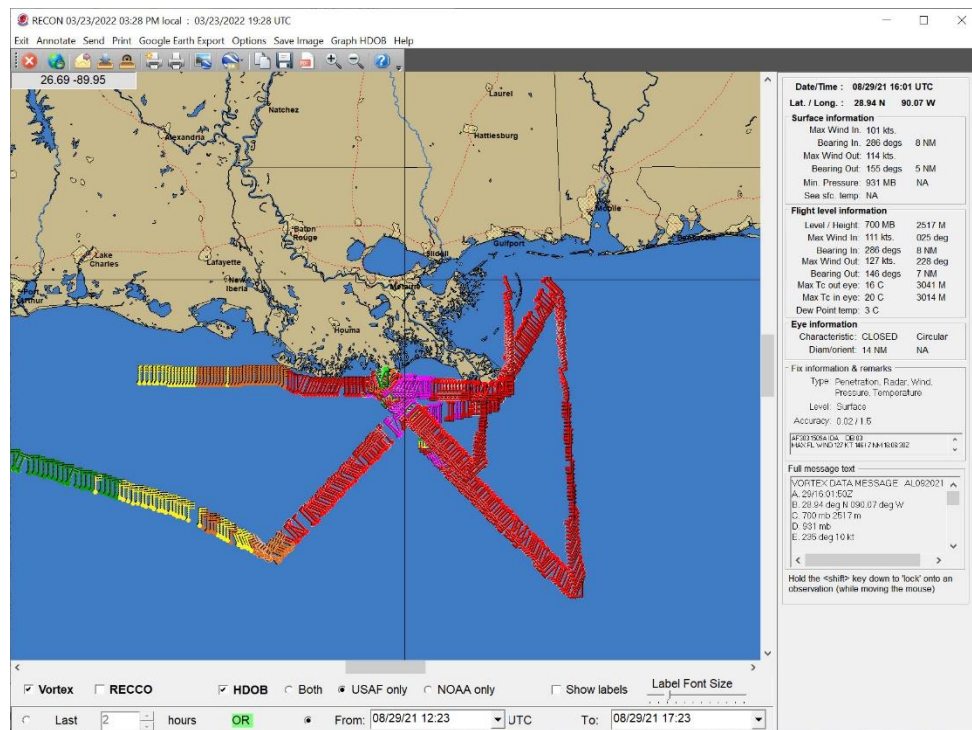 RECON 03/23/2022 03:28 PM local : 03/23/2022 19:28 UTC
Exit Annotate Send Print Google Earth Export Options Save Image Graph HDOB Help
26.69 -89.95
Laurel
Natchez
Alexandria
Hattiesburg
Mobile
Baton Rouge
Gulfport
Slidell
Lake Charles
Lafayette
New Iberia
Houma
Date/Time : 08/29/21 16:01 UTC
Lat. / Long. : 28.94 N 90.07 W
Surface information
Max Wind In. 101 kts.
Bearing In. 286 degs 8 NM
Max Wind Out: 114 kts.
Bearing Out: 155 degs 5 NM
Min. Pressure: 931 MB NA
Sea sfc. temp NA
Flight level information
Level / Height: 700 MB 2517 M
Max Wind In: 111 kts. 025 deg
Bearing In: 286 degs 8 NM
Max Wind Out: 127 kts. 228 deg
Bearing Out: 146 degs 7 NM
Max Tc out eye: 16 C 3041 M
Max Tc in eye: 20 C 3014 M
Dew Point temp: 3 C
Eye information
Characteristic: CLOSED Circular
Diam/orient: 14 NM NA
Fix information & remarks
Type Penetration, Radar, Wind, Pressure, Temperature
Level: Surface
Accuracy: 0.02 / 1.5
Full message text
VORTEX DATA MESSAGE AL092021
A. 29/16:01:50Z
B. 28.94 deg N 090.07 deg W
C. 700 mb 2517 m
D. 931 mb
E. 235 deg 10 kt
Hold the <shift> key down to 'lock' onto an
observation (while moving the mouse)
Vortex RECCO HDOB Both USAF only NOAA only Show labels Label Font Size
Last 2 hours OR From: 08/29/21 12:23 UTC To: 08/29/21 17:23